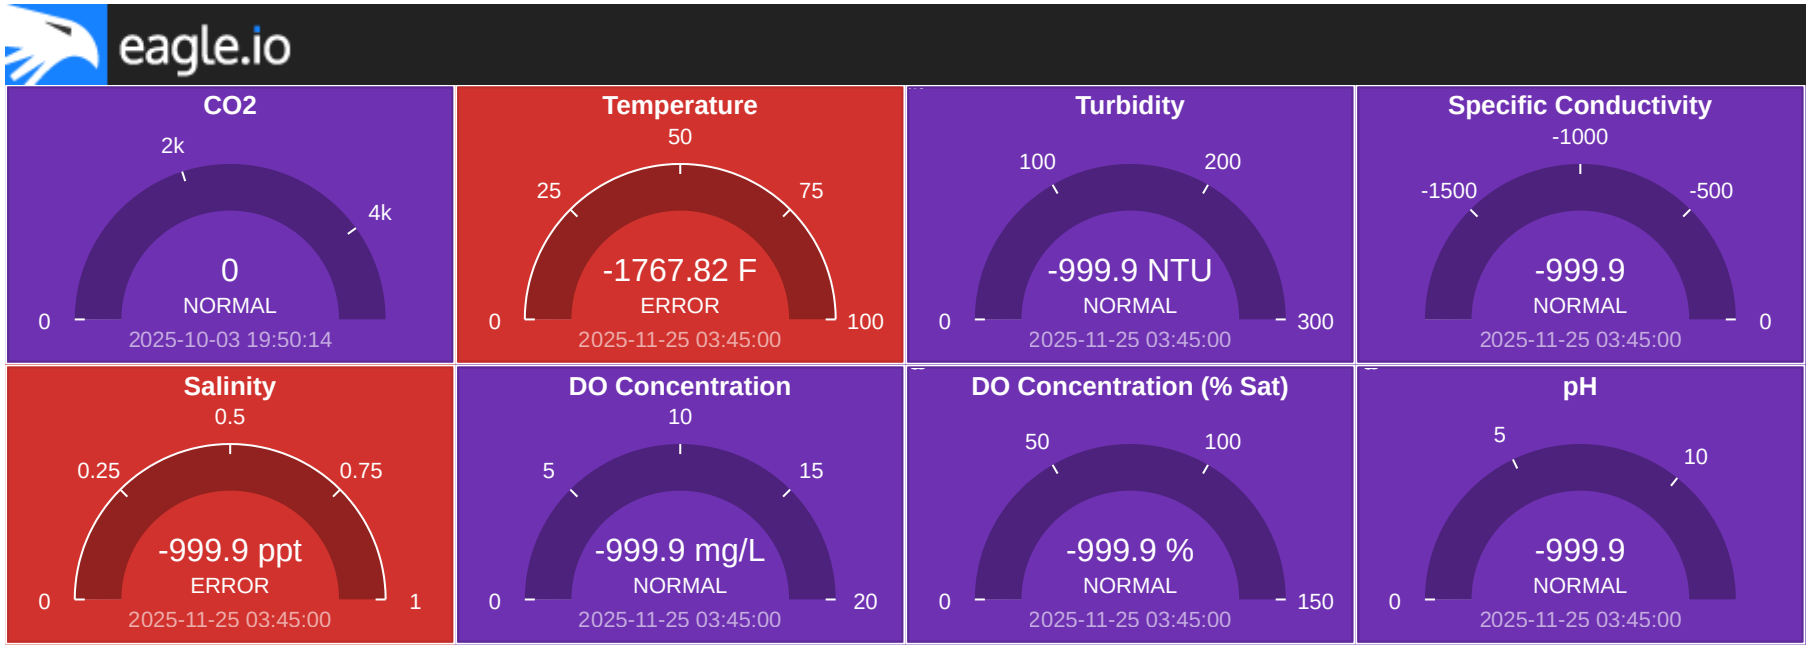 eagle.io
CO2
2k
4k
0
0
NORMAL
2025-10-03 19:50:14
Temperature
50
25
75
-1767.82 F
ERROR
0
100
2025-11-25 03:45:00
Turbidity
100
200
-999.9 NTU
NORMAL
0
300
2025-11-25 03:45:00
Specific Conductivity
-1000
-1500
-500
-999.9
NORMAL
0
2025-11-25 03:45:00
Salinity
0.5
0.25
0.75
-999.9 ppt
ERROR
0
1
2025-11-25 03:45:00
DO Concentration
10
5
15
-999.9 mg/L
NORMAL
0
20
2025-11-25 03:45:00
DO Concentration (% Sat)
50
100
-999.9 %
NORMAL
0
150
2025-11-25 03:45:00
pH
5
10
-999.9
NORMAL
0
2025-11-25 03:45:00